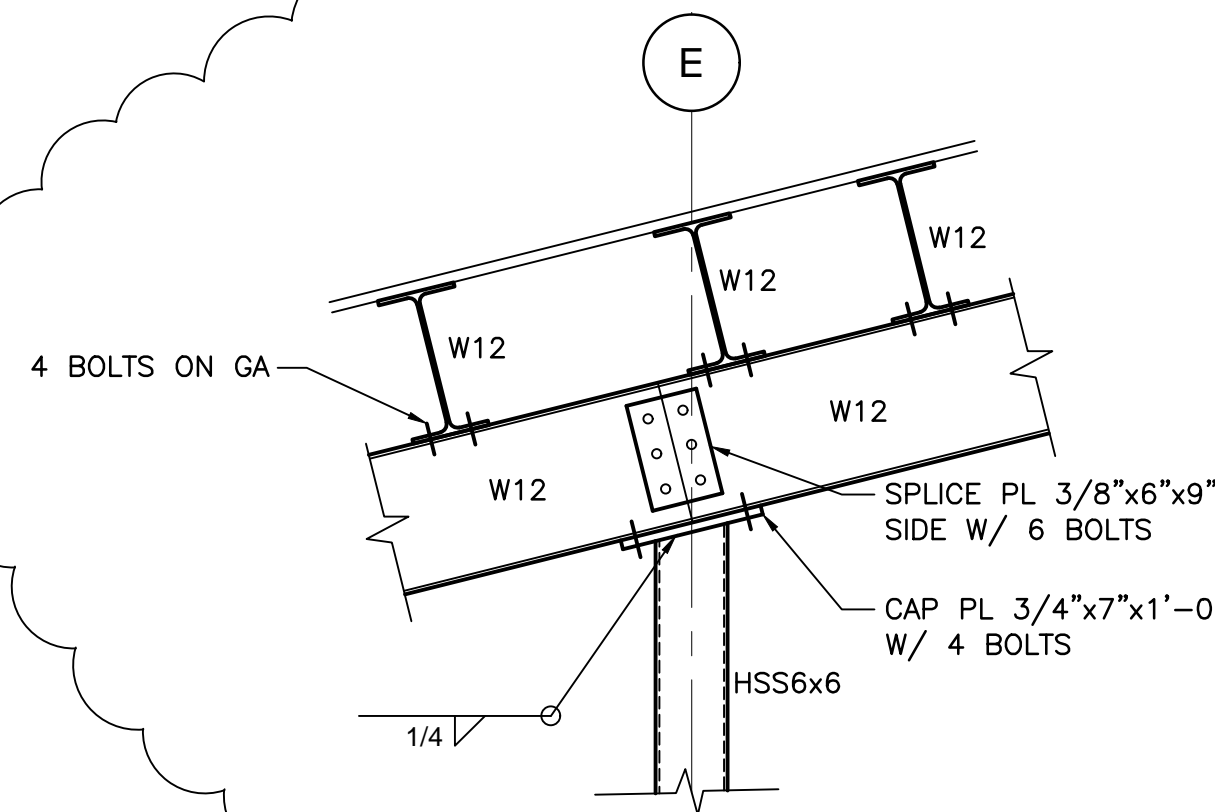 E
W12
W12
W12
4 BOLTS ON GA
W12
W12
SPLICE PL 3/8"x6"x9"
SIDE W/ 6 BOLTS
CAP PL 3/4"x7"x1'-0
W/ 4 BOLTS
HSS6x6
1/4